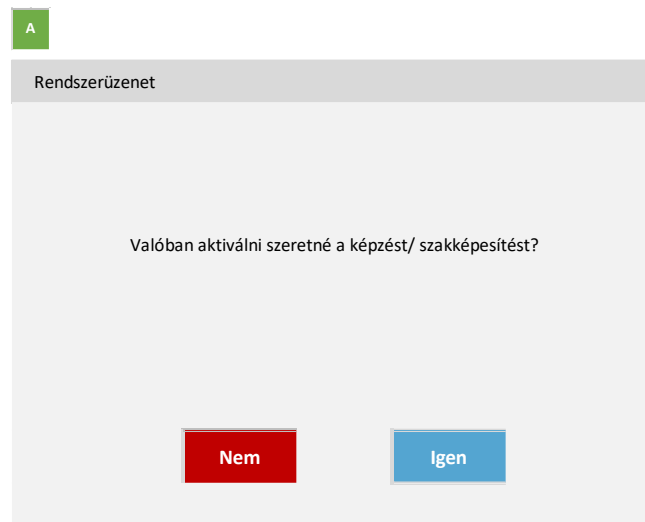 A
Rendszerüzenet
Valóban aktiválni szeretné a képzést/ szakképesítést?
Nem
Igen